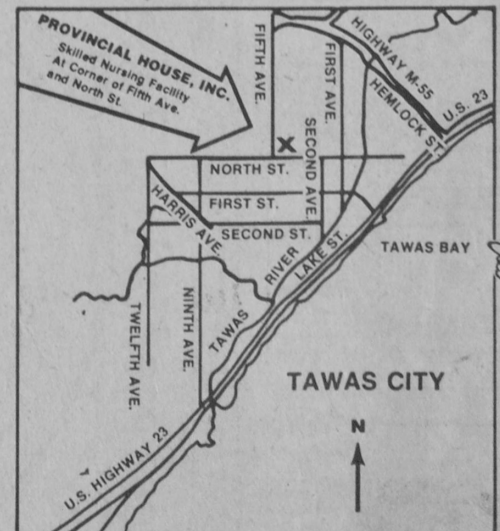 PROVINCIAL HOUSE, INC.
Skilled Nursing Facility
At Corner of Fifth Ave.
and North St.
FIFTH AVE.
FIRST AVE.
HIGHWAY M-55
HEMLOCK ST.
U.S. 23
SECOND AVE.
X
NORTH ST.
HARRIS AVE.
FIRST ST.
SECOND ST.
TAWAS RIVER
LAKE ST.
TAWAS BAY
TWELFTH AVE.
NINTH AVE.
TAWAS CITY
N
U.S. HIGHWAY 23